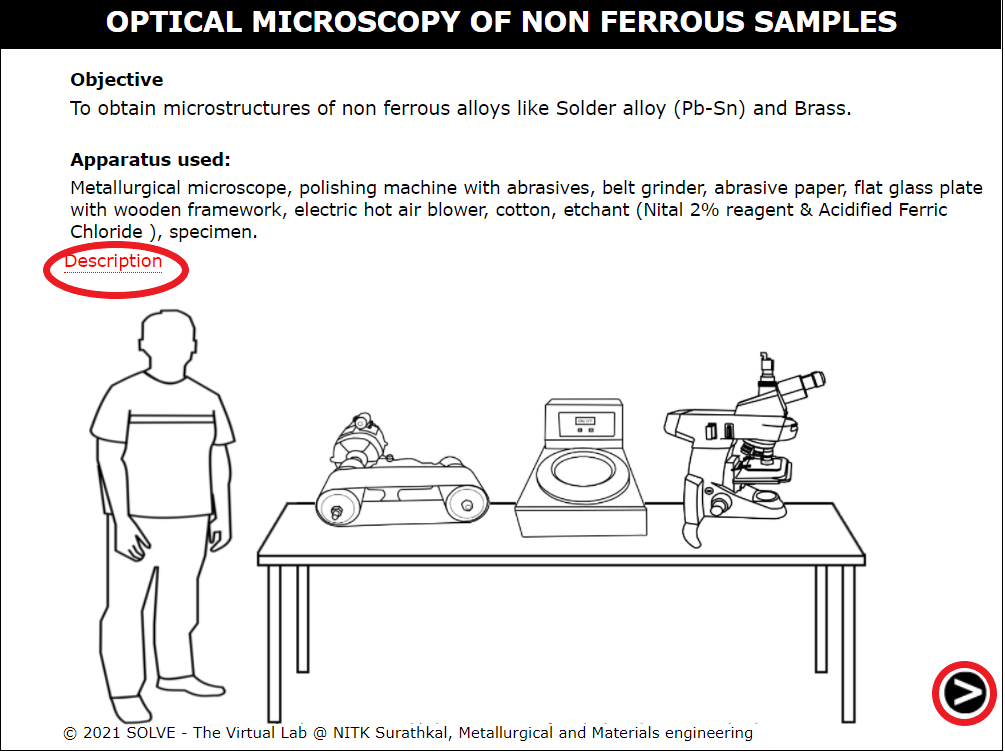 OPTICAL MICROSCOPY OF NON FERROUS SAMPLES
Objective
To obtain microstructures of non ferrous alloys like Solder alloy (Pb-Sn) and Brass.
Apparatus used:
Metallurgical microscope, polishing machine with abrasives, belt grinder, abrasive paper, flat glass plate
with wooden framework, electric hot air blower, cotton, etchant (Nital 2% reagent & Acidified Ferric
Chloride ), specimen.
Description
© 2021 SOLVE - The Virtual Lab @ NITK Surathkal, Metallurgical and Materials engineering